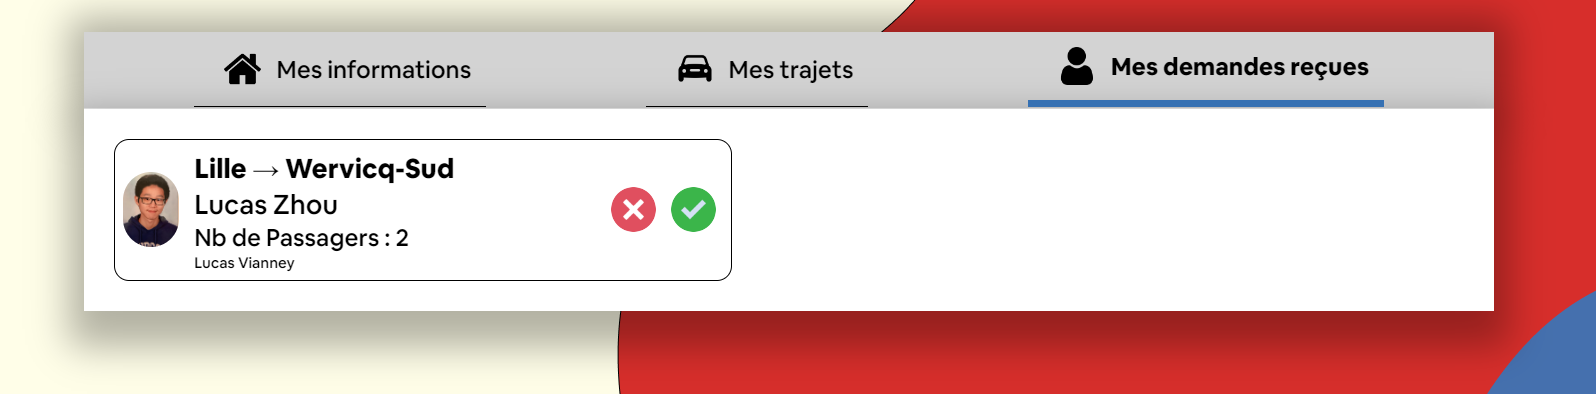 Mes informations
Mes trajets
Mes demandes reçues
Lille → Wervicq-Sud
Lucas Zhou
Nb de Passagers : 2
Lucas Vianney